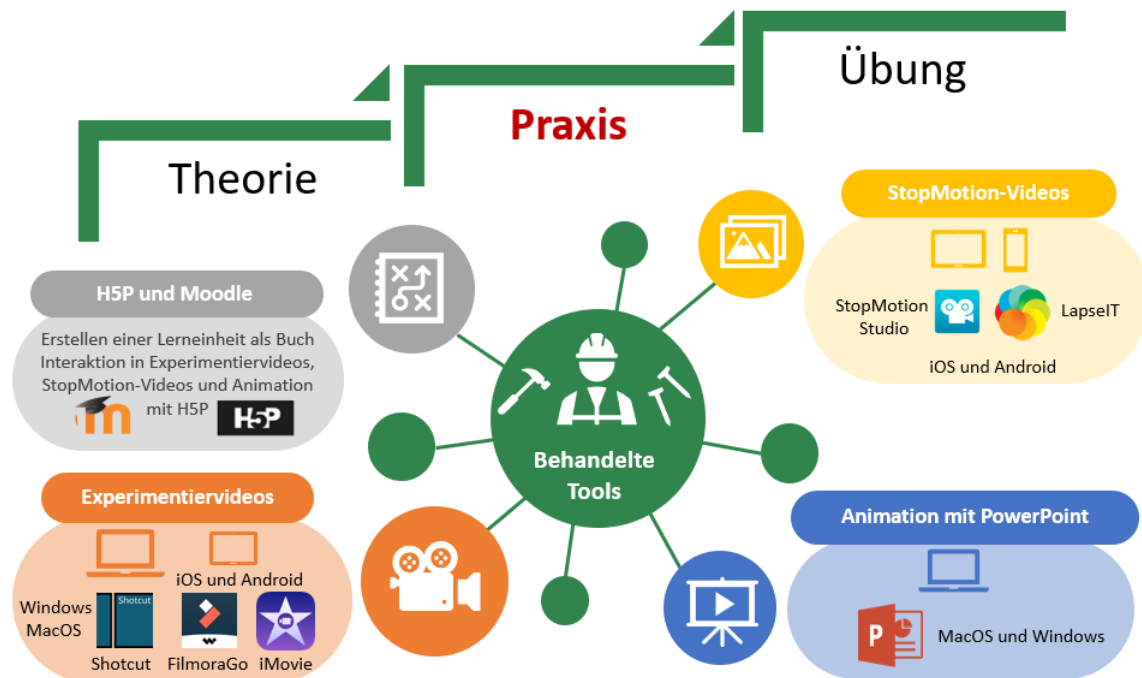 Theorie
Praxis
Übung
H5P und Moodle
Erstellen einer Lerneinheit als Buch
Interaktion in Experimentiervideos,
StopMotion-Videos und Animation
mit H5P
m
H5P
Experimentiervideos
iOS und Android
Windows
MacOS
Shotcut
Shotcut
FilmoraGo
iMovie
Behandelte
Tools
StopMotion-Videos
StopMotion
Studio
LapseIT
iOS und Android
Animation mit PowerPoint
P
MacOS und Windows